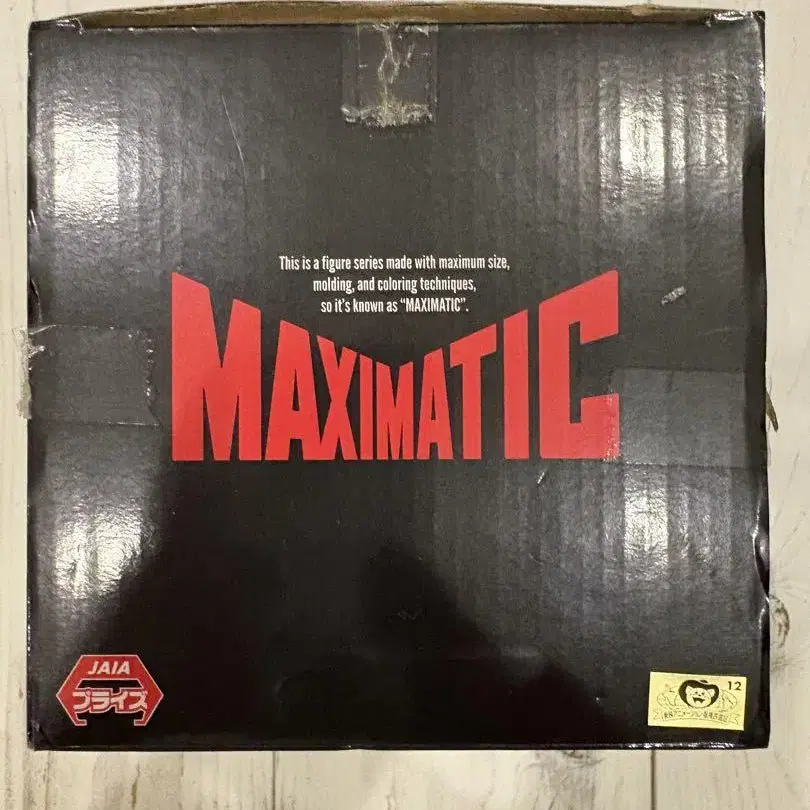 This is a figure series made with maximum size,
molding, and coloring techniques,
so it's known as “MAXIMATIC”.
MAXIMATIC
JAIA
プライズ
12